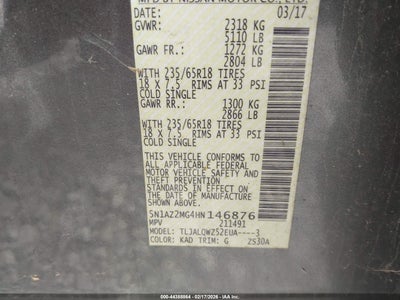 MFD BY NISSAN MOTOR CO., LTD.
DATE: 03/17
GVWR: 2318 KG
5110 LB
GAWR FR.: 1272 KG
2804 LB
WITH 235/65R18 TIRES
18 X 7.5 RIMS AT 33 PSI
COLD SINGLE
GAWR RR.: 1300 KG
2866 LB
WITH 235/65R18 TIRES
18 X 7.5 RIMS AT 33 PSI
COLD SINGLE
THIS VEHICLE CONFORMS TO
ALL APPLICABLE FEDERAL
MOTOR VEHICLE SAFETY AND
THEFT PREVENTION
STANDARDS IN EFFECT ON
THE DATE OF MANUFACTURE
SHOWN ABOVE.
5N1AZ2MG4HN146876
MPV 211491
MODEL: TLJALQWZ52EUA----3
COLOR: KAD TRIM: G 2S30A
000-44388864 02/17/2026 IAAI